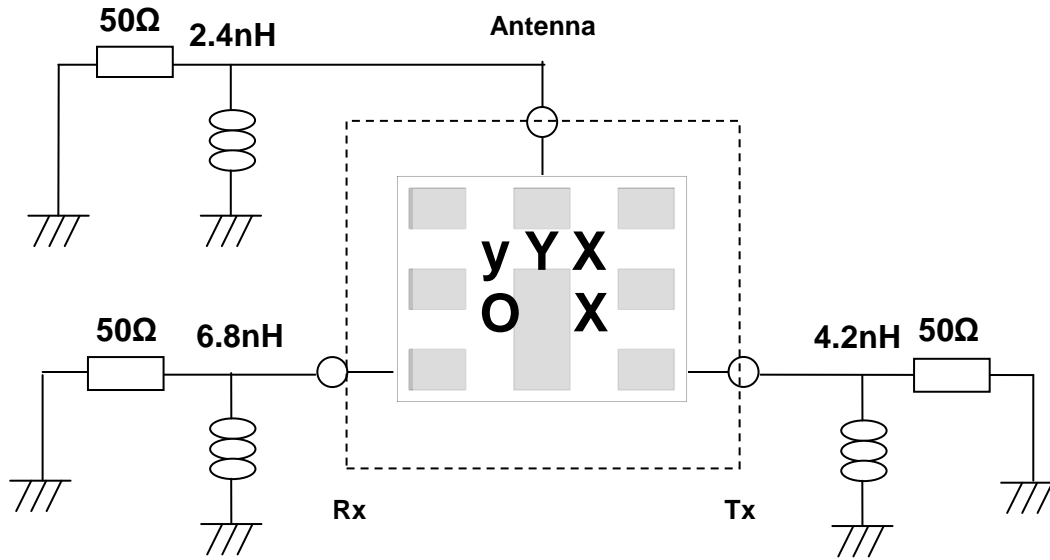 Antenna
50Ω 2.4nH
y Y X
O X
50Ω 6.8nH
4.2nH 50Ω
Rx
Tx